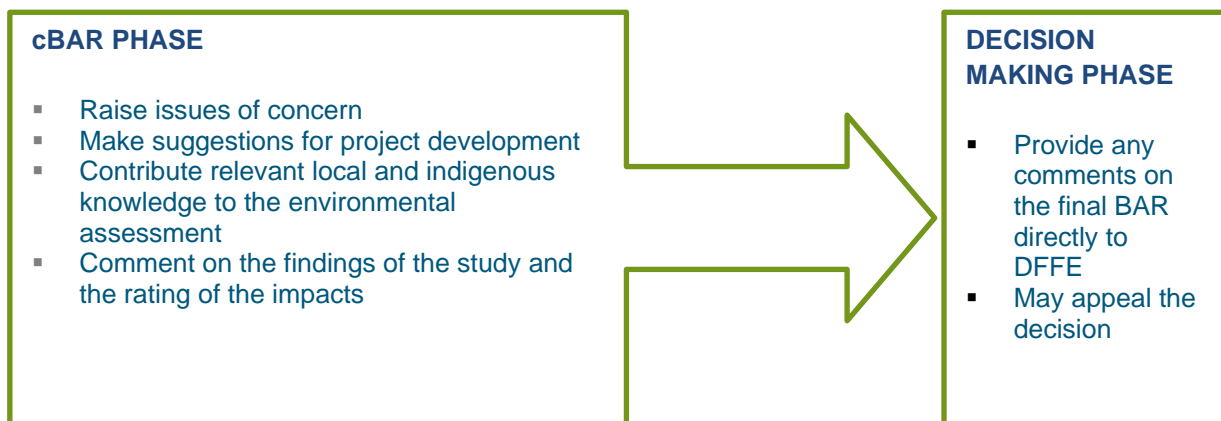 cBAR PHASE
▪ Raise issues of concern
▪ Make suggestions for project development
▪ Contribute relevant local and indigenous
knowledge to the environmental
assessment
▪ Comment on the findings of the study and
the rating of the impacts
DECISION
MAKING PHASE
▪ Provide any
comments on
the final BAR
directly to
DFFE
▪ May appeal the
decision